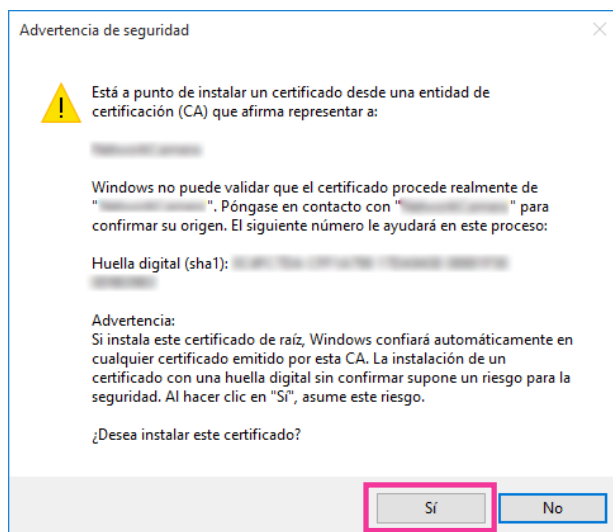 Advertencia de seguridad
Está a punto de instalar un certificado desde una entidad de
certificación (CA) que afirma representar a:
Windows no puede validar que el certificado procede realmente de
" ". Póngase en contacto con " " para
confirmar su origen. El siguiente número le ayudará en este proceso:
Huella digital (sha1):
Advertencia:
Si instala este certificado de raíz, Windows confiará automáticamente en
cualquier certificado emitido por esta CA. La instalación de un
certificado con una huella digital sin confirmar supone un riesgo para la
seguridad. Al hacer clic en "Sí", asume este riesgo.
¿Desea instalar este certificado?
Sí No